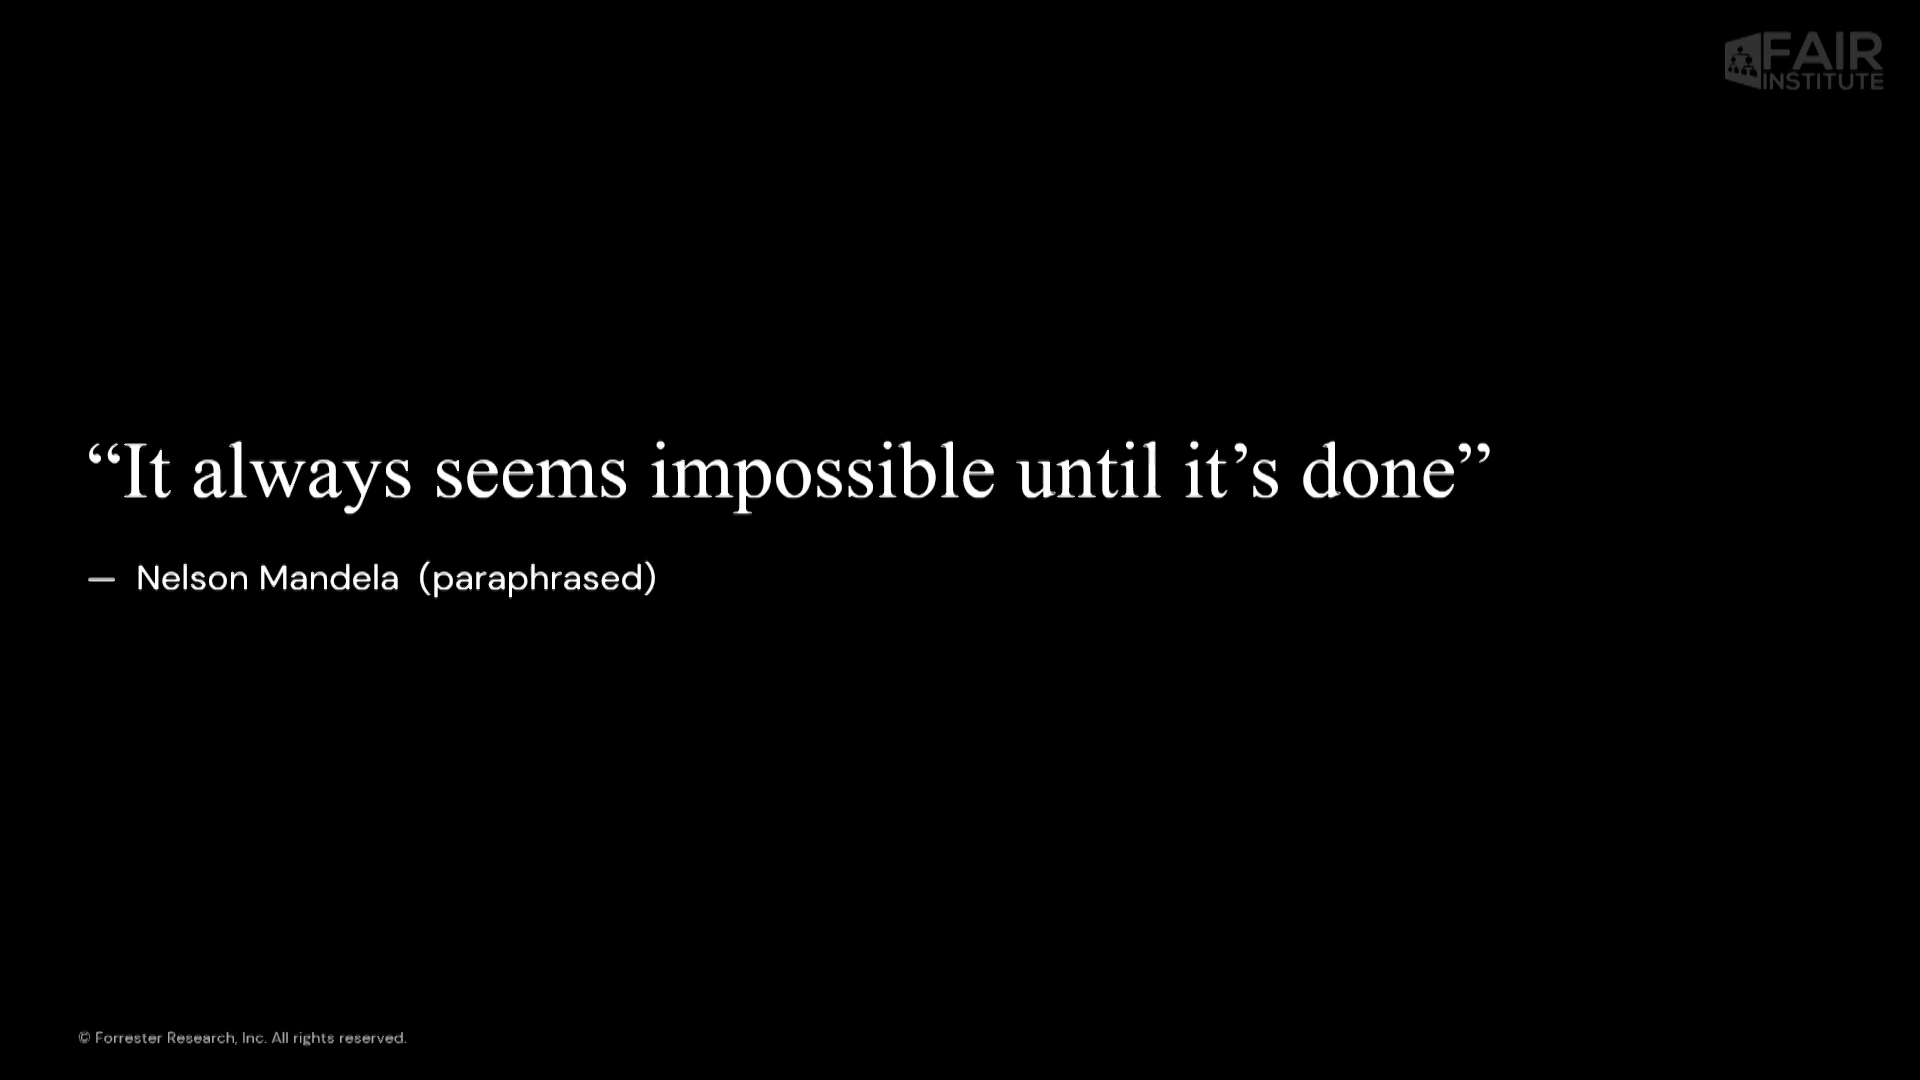 FAIR
INSTITUTE
“It always seems impossible until it’s done”
— Nelson Mandela (paraphrased)
© Forrester Research, Inc. All rights reserved.